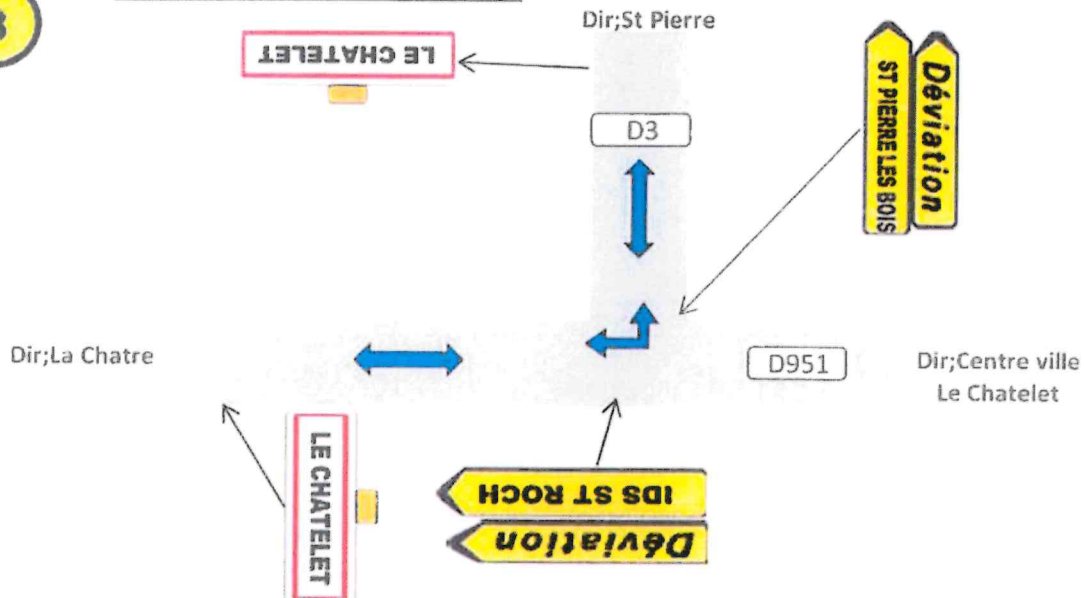 Dir;St Pierre
LE CHATELET
D3
Déviation
ST PIERRE LES BOIS
Dir;La Chatre
D951
Dir;Centre ville
Le Chatelet
LE CHATELET
IDS ST ROCH
Déviation